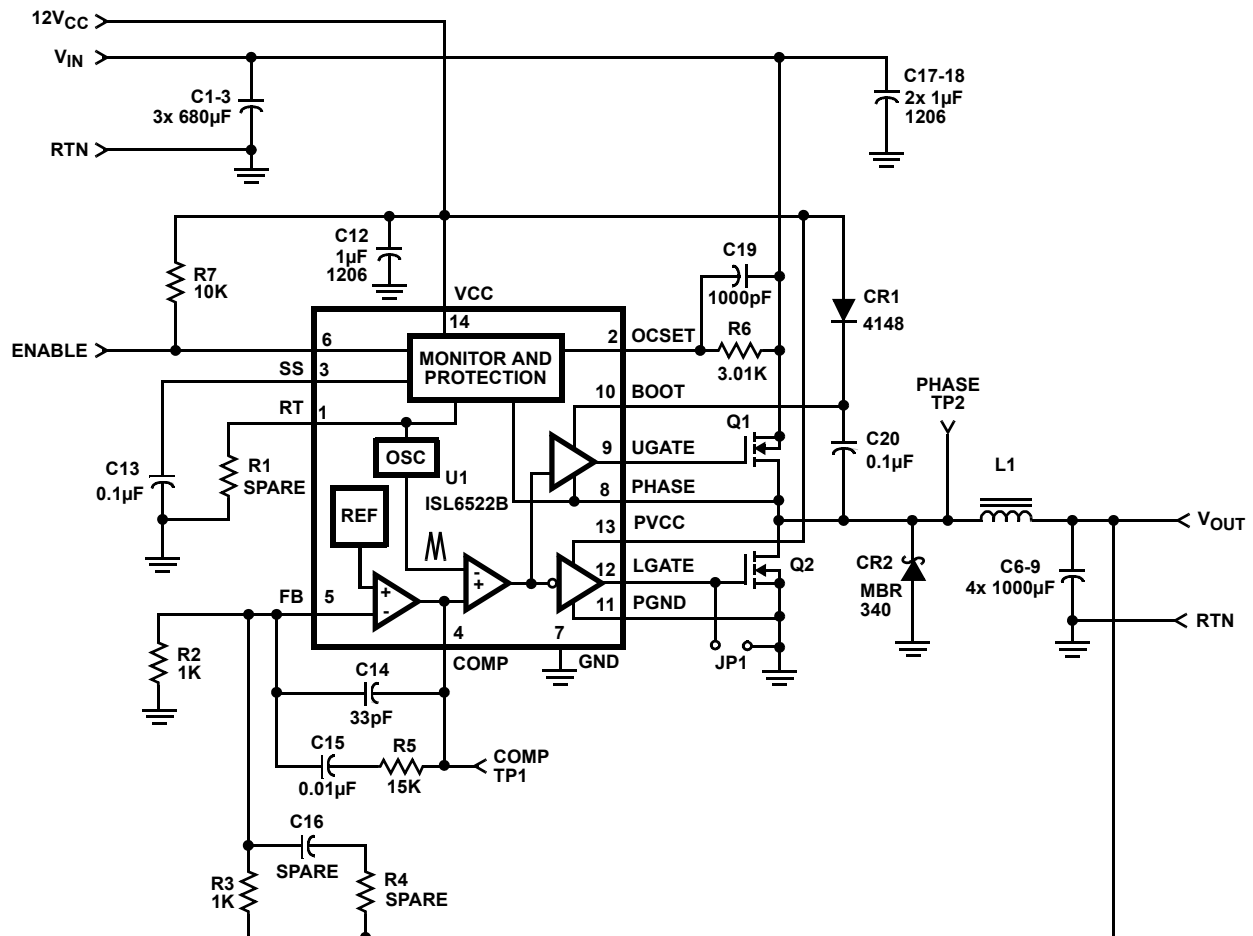 12VCC
VIN
C1-3
3x 680µF
RTN
C17-18
2x 1µF
1206
C12
1µF
1206
R7
10K
C19
1000pF
CR1
4148
VCC
14
ENABLE
6
MONITOR AND
PROTECTION
2
OCSET
R6
3.01K
SS
3
10
BOOT
PHASE
TP2
RT
1
Q1
OSC
9
UGATE
C20
0.1µF
L1
C13
0.1µF
R1
SPARE
U1
ISL6522B
8
PHASE
REF
13
PVCC
VOUT
- +
12
LGATE
Q2
CR2
MBR
340
C6-9
4x 1000µF
FB
5
+ -
11
PGND
RTN
4
7
COMP
GND
JP1
R2
1K
C14
33pF
C15
0.01µF
R5
15K
COMP
TP1
C16
SPARE
R3
1K
R4
SPARE